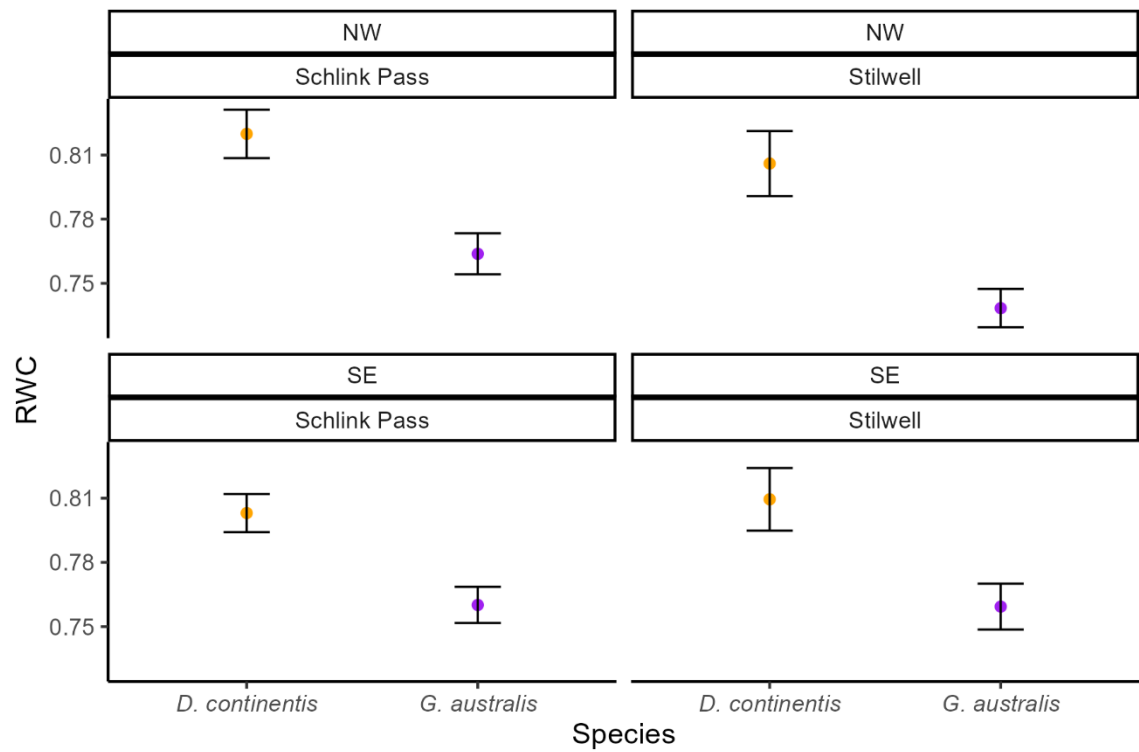 NW
Schlink Pass
NW
Stilwell
0.81
0.78
0.75
RWC
SE
Schlink Pass
SE
Stilwell
0.81
0.78
0.75
D. continentis
G. australis
D. continentis
G. australis
Species